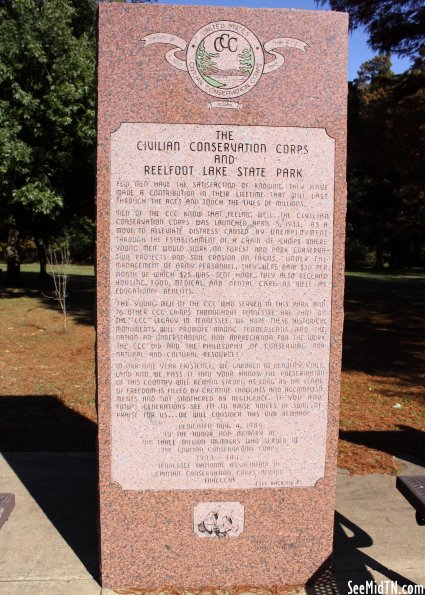 UNITED STATES
CCC
CIVILIAN CONSERVATION CORPS
THE
CIVILIAN CONSERVATION CORPS
AND
REELFOOT LAKE STATE PARK
FEW MEN HAVE THE SATISFACTION OF KNOWING THEY HAVE
MADE A CONTRIBUTION IN THEIR LIFETIME THAT WILL LAST
THROUGH THE AGES AND TOUCH THE LIVES OF MILLIONS.
MEN OF THE CCC KNOW THAT FEELING WELL. THE CIVILIAN
CONSERVATION CORPS WAS LAUNCHED APRIL 5, 1933, AS A
MOVE TO ALLEVIATE DISTRESS CAUSED BY UNEMPLOYMENT
THROUGH THE ESTABLISHMENT OF A CHAIN OF CAMPS WHERE
YOUNG MEN WOULD WORK ON FOREST AND PARK CONSERVA-
TION PROJECTS AND SOIL EROSION ON FARMS. UNDER THE
MANAGEMENT OF ARMY PERSONNEL, THEY WERE PAID $30 PER
MONTH OF WHICH $25 WAS SENT HOME. THEY ALSO RECEIVED
HOUSING, FOOD, MEDICAL AND DENTAL CARE AS WELL AS
EDUCATIONAL BENEFITS.
THE YOUNG MEN OF THE CCC WHO SERVED IN THIS PARK AND
76 OTHER CCC CAMPS THROUGHOUT TENNESSEE ARE PART OF
THE "CCC" LEGACY IN TENNESSEE. WE HOPE THESE HISTORICAL
MONUMENTS WILL PROMOTE AMONG TENNESSEANS AND THE
NATION AN UNDERSTANDING AND APPRECIATION FOR THE WORK
THE CCC DID AND THE PHILOSOPHY OF CONSERVING OUR
NATURAL AND CULTURAL RESOURCES.
IN OUR NINE YEAR EXISTENCE, WE LABORED TO BEAUTIFY THIS
LAND AND WE PASS IT INTO YOUR HANDS. THE PRESERVATION
OF THIS COUNTRY WILL REMAIN STRONG AS LONG AS THE FLAME
OF FREEDOM IS FUELED BY CREATIVE THOUGHTS AND ACCOMPLISH-
MENTS AND NOT SMOTHERED BY NEGLIGENCE. IF YOU AND
FUTURE GENERATIONS SEE FIT TO RAISE VOICES IN SONG OF
PRAISE FOR US... WE WILL CONSIDER THIS OUR REWARD.
DEDICATED NOV. 4, 1989
TO THE HONOR AND MEMORY OF
THE THREE MILLION MEMBERS WHO SERVED IN
THE CIVILIAN CONSERVATION CORPS
1933 - 1942
TENNESSEE NATIONAL ASSOCIATION OF
CIVILIAN CONSERVATION CORPS ALUMNI
(NACCCA)
SeeMidTN.com